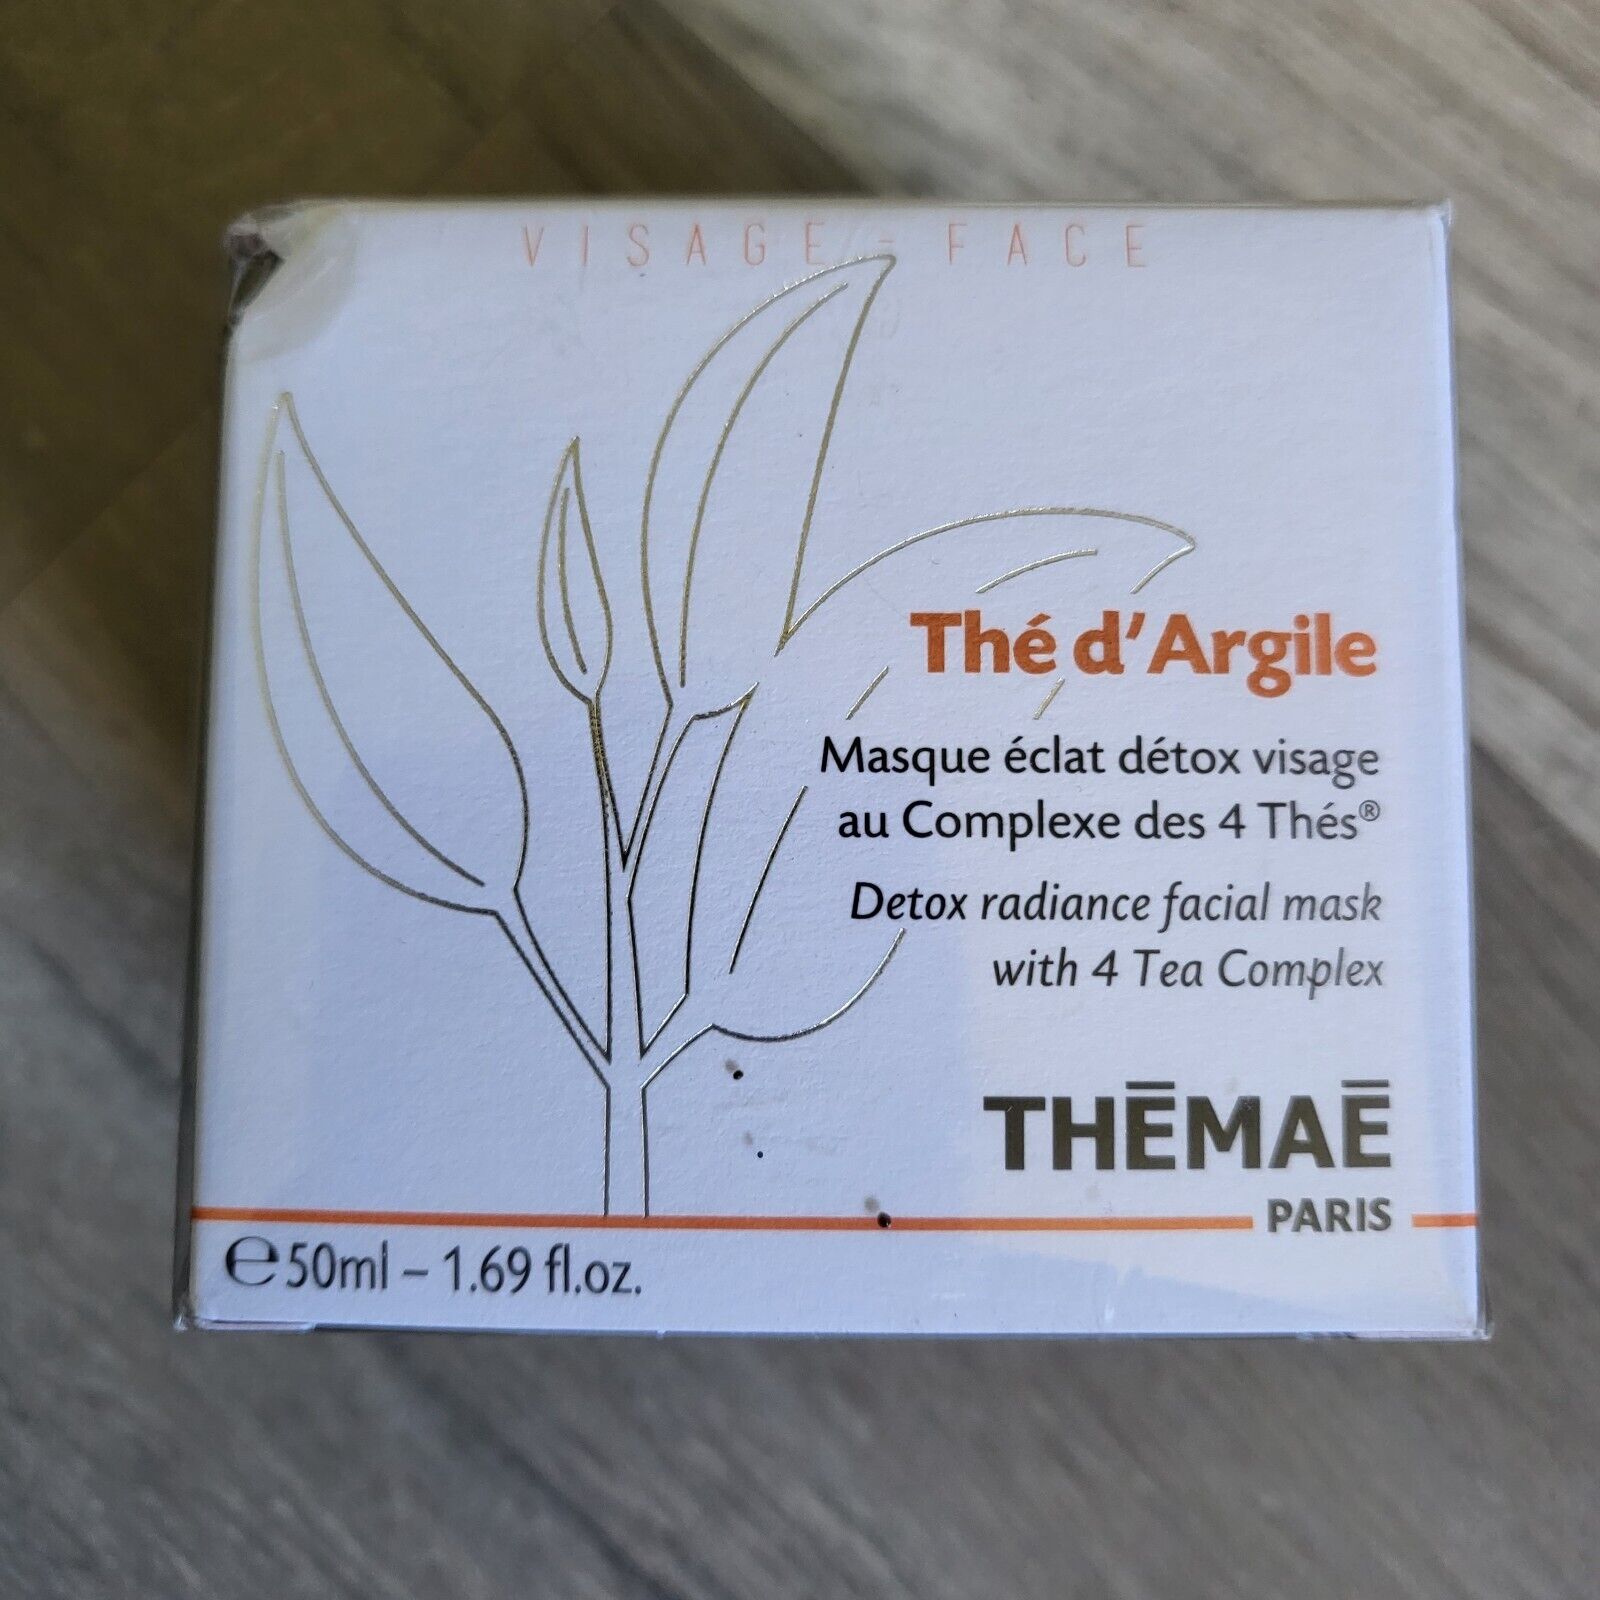 VISAGE - FACE
Thé d'Argile
Masque éclat détox visage
au Complexe des 4 Thés®
Detox radiance facial mask
with 4 Tea Complex
THĒMAĒ
PARIS
℮50ml – 1.69 fl.oz.